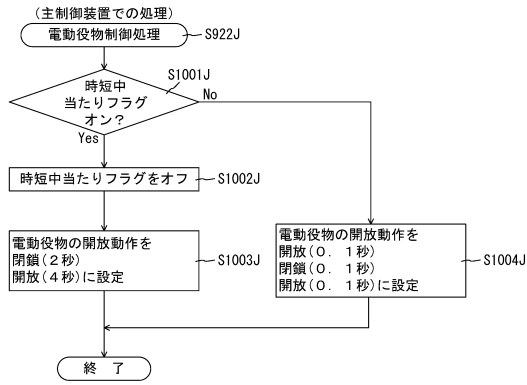 (主制御装置での処理)
電動役物制御処理
S922J
時短中
当たりフラグ
オン?
S1001J
No
Yes
時短中当たりフラグをオフ
S1002J
電動役物の開放動作を
閉鎖(2秒)
開放(4秒)に設定
S1003J
電動役物の開放動作を
開放(0.1秒)
閉鎖(0.1秒)
開放(0.1秒)に設定
S1004J
終 了